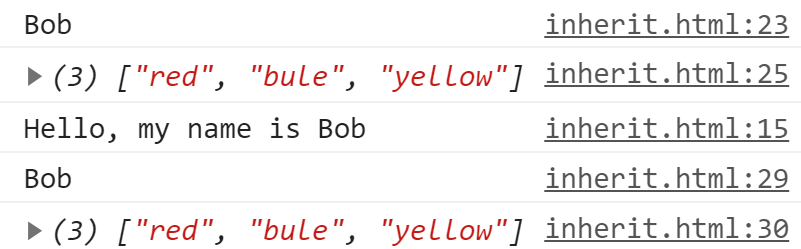 Bob inherit.html:23
(3) ["red", "bule", "yellow"] inherit.html:25
Hello, my name is Bob inherit.html:15
Bob inherit.html:29
(3) ["red", "bule", "yellow"] inherit.html:30